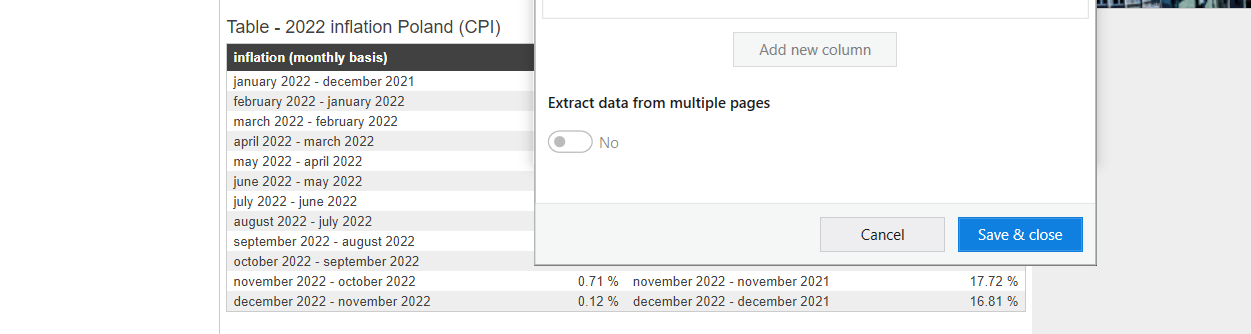 Table - 2022 inflation Poland (CPI)
inflation (monthly basis)
january 2022 - december 2021
february 2022 - january 2022
march 2022 - february 2022
april 2022 - march 2022
may 2022 - april 2022
june 2022 - may 2022
july 2022 - june 2022
august 2022 - july 2022
september 2022 - august 2022
october 2022 - september 2022
november 2022 - october 2022 0.71 % november 2022 - november 2021 17.72 %
december 2022 - november 2022 0.12 % december 2022 - december 2021 16.81 %
Add new column
Extract data from multiple pages
No
Cancel Save & close